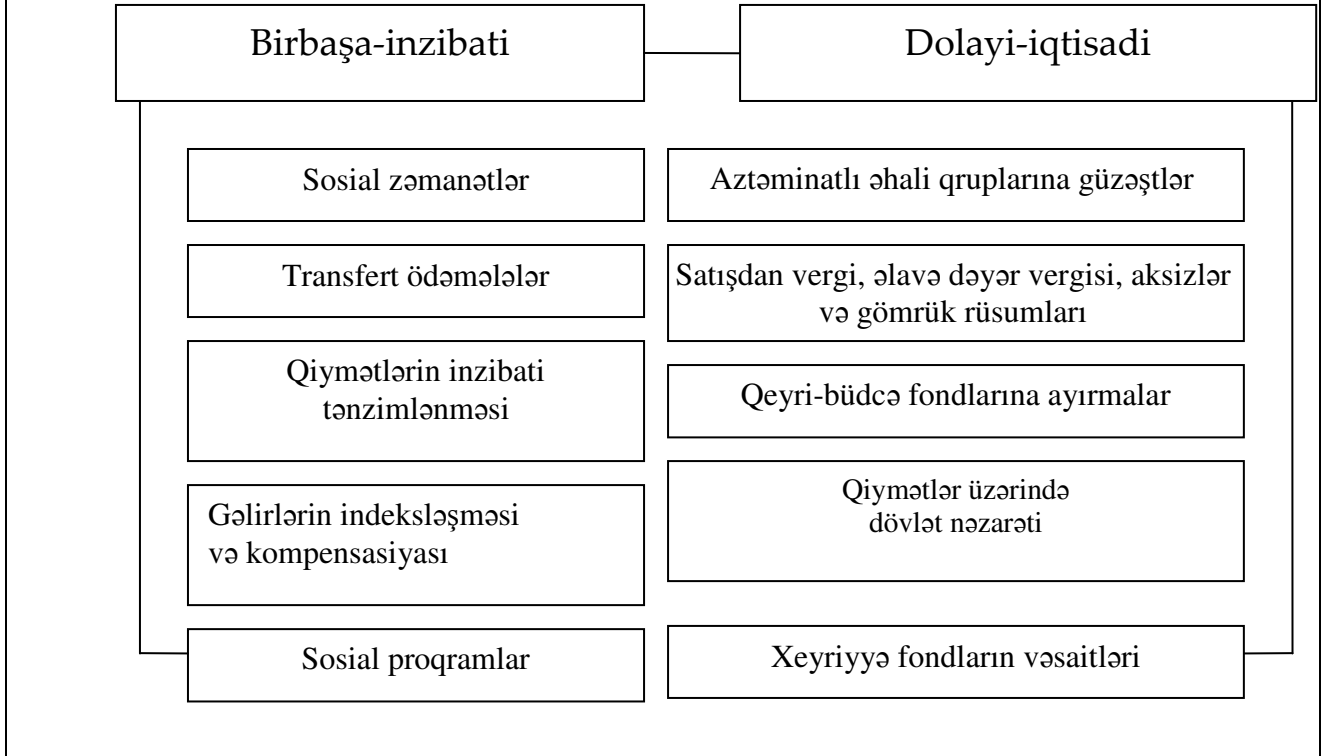 Birbaşa-inzibati
Dolayi-iqtisadi
Sosial zəmanətlər
Transfert ödəmələlər
Qiymətlərin inzibati
tənzimlənməsi
Gəlirlərin indeksləşməsi
və kompensasiyası
Sosial proqramlar
Aztəminatlı əhali qruplarına güzəştlər
Satışdan vergi, əlavə dəyər vergisi, aksizlər
və gömrük rüsumları
Qeyri-büdcə fondlarına ayırmalar
Qiymətlər üzərində
dövlət nəzarəti
Xeyriyyə fondların vəsaitləri